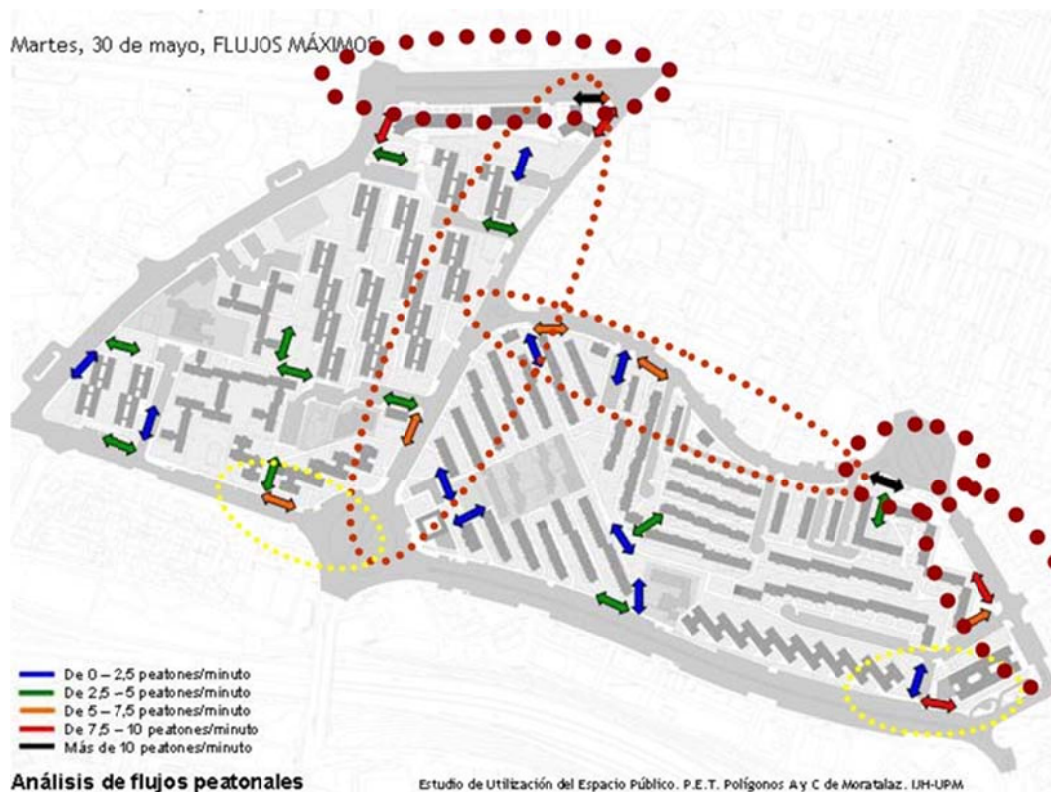 Martes, 30 de mayo, FLUJOS MÁXIMOS
De 0 – 2,5 peatones/minuto
De 2,5 – 5 peatones/minuto
De 5 – 7,5 peatones/minuto
De 7,5 – 10 peatones/minuto
Más de 10 peatones/minuto
Análisis de flujos peatonales
Estudio de Utilización del Espacio Público. P.E.T. Polígonos A y C de Moratalaz. IJH-UPM